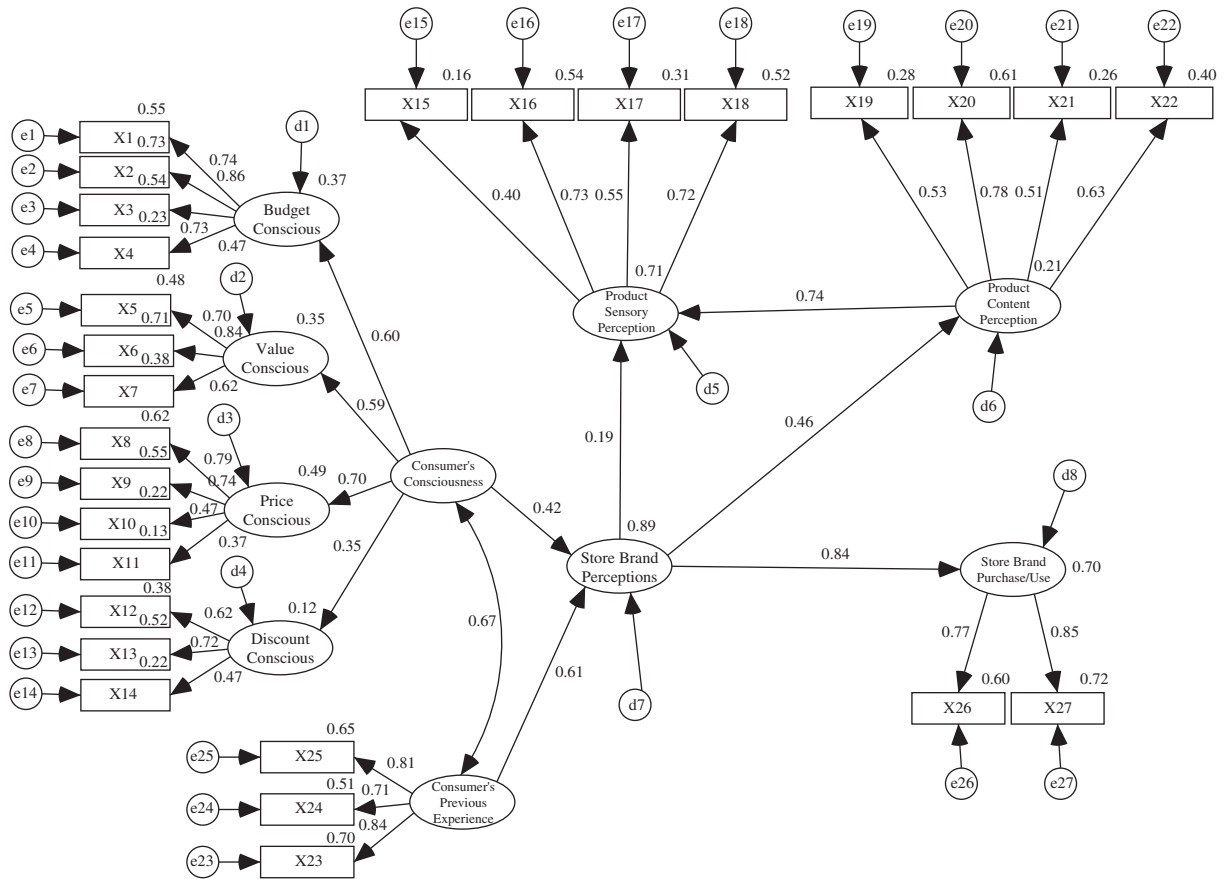 e15
e16
e17
e18
e19
e20
e21
e22
0.16
0.54
0.31
0.52
0.28
0.61
0.26
0.40
X15
X16
X17
X18
X19
X20
X21
X22
0.55
e1
X1
0.73
d1
e2
X2
0.54
0.74
0.86
0.37
e3
X3
0.23
Budget
Conscious
e4
X4
0.73
0.47
0.40
0.73
0.55
0.72
0.53
0.78
0.51
0.63
0.48
d2
e5
X5
0.71
0.70
0.84
0.35
e6
X6
0.38
Value
Conscious
e7
X7
0.62
0.60
0.59
0.71
Product
Sensory
Perception
0.74
0.21
Product
Content
Perception
d5
d6
0.62
d3
e8
X8
0.55
0.79
e9
X9
0.22
0.74
0.49
e10
X10
0.13
0.47
Price
Conscious
e11
X11
0.37
0.70
Consumer's
Consciousness
0.19
0.46
0.42
0.35
0.89
Store Brand
Perceptions
0.84
d8
Store Brand
Purchase/Use
0.70
0.38
d4
e12
X12
0.52
0.62
0.12
e13
X13
0.22
0.72
Discount
Conscious
e14
X14
0.47
0.67
0.61
d7
0.77
0.85
0.60
0.72
X26
X27
e26
e27
0.65
e25
X25
0.81
0.51
e24
X24
0.71
Consumer's
Previous
Experience
0.84
0.70
e23
X23